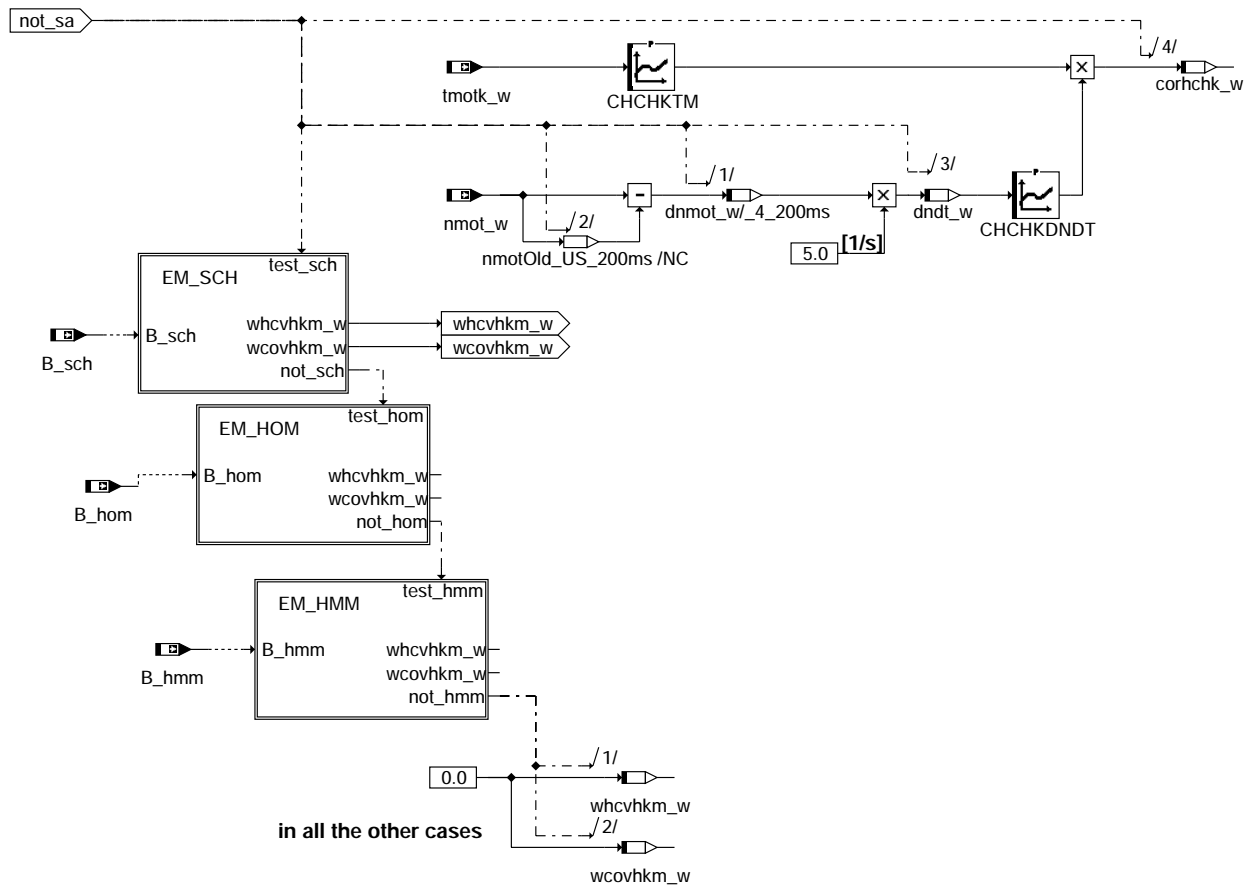 not_sa
/4/
P
tmotk_w
CHCHKTM
corhchk_w
/1/
/3/
P
nmot_w
/2/
dnmot_w/_4_200ms
dndt_w
CHCHKDNDT
nmotOld_US_200ms /NC
5.0
[1/s]
test_sch
EM_SCH
B_sch
whcvhkm_w
whcvhkm_w
wcovhkm_w
wcovhkm_w
not_sch
B_sch
test_hom
EM_HOM
B_hom
whcvhkm_w
wcovhkm_w
not_hom
B_hom
test_hmm
EM_HMM
B_hmm
whcvhkm_w
wcovhkm_w
not_hmm
B_hmm
/1/
0.0
whcvhkm_w
/2/
in all the other cases
wcovhkm_w